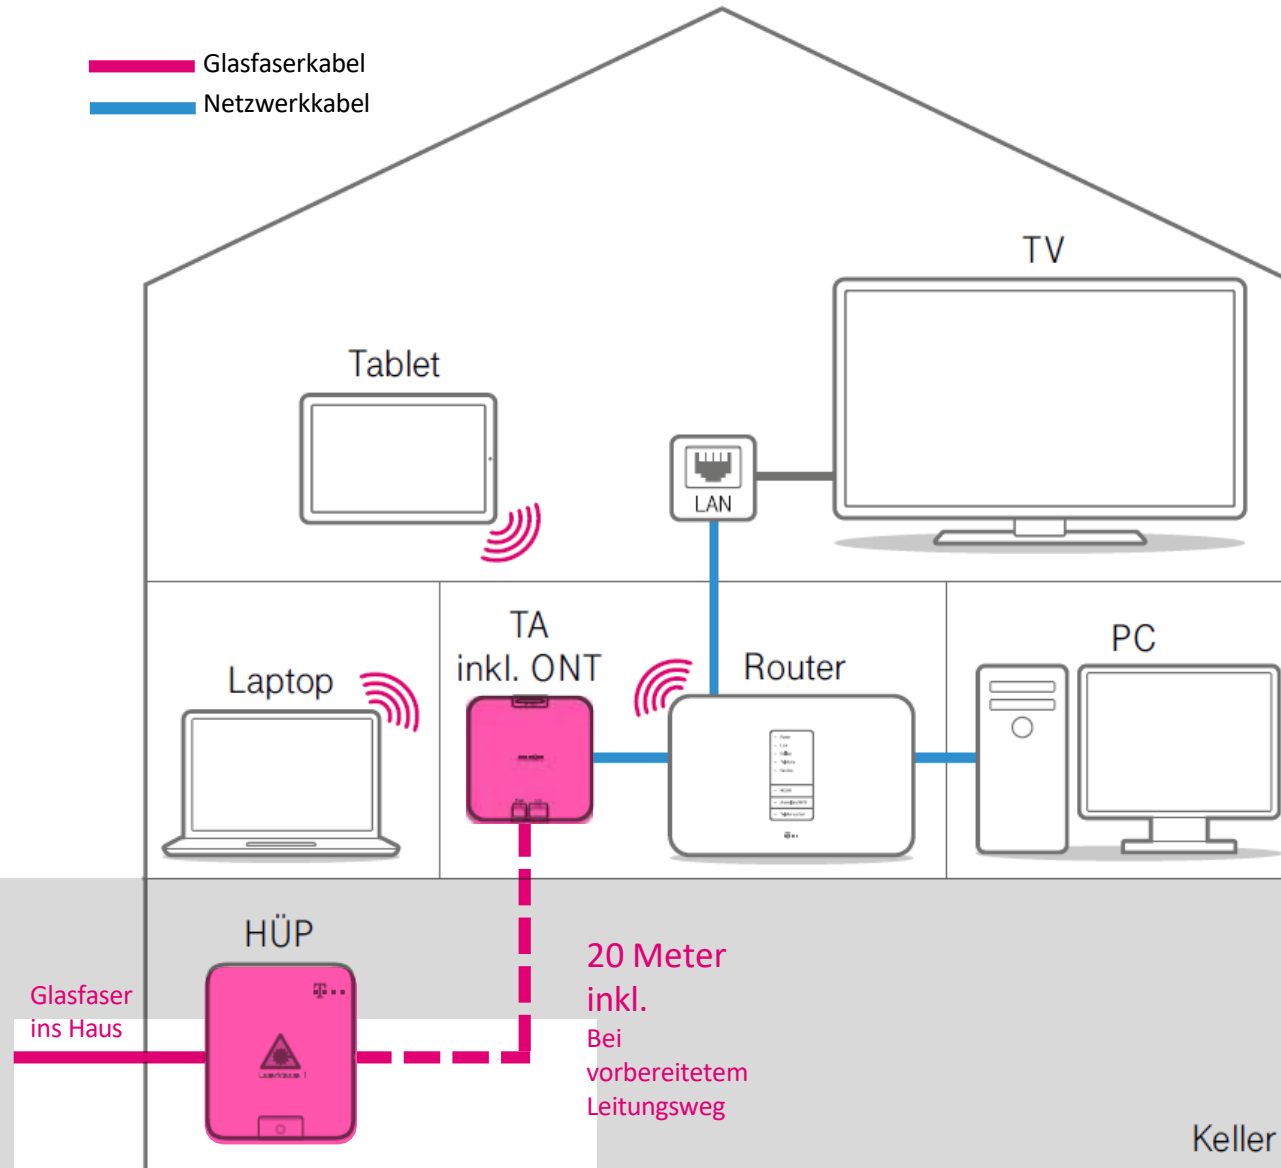 Glasfaserkabel
Netzwerkkabel
TV
Tablet
LAN
TA
inkl. ONT
Laptop
Router
PC
HÜP
Glasfaser
ins Haus
20 Meter
inkl.
Bei
vorbereitetem
Leitungsweg
Keller